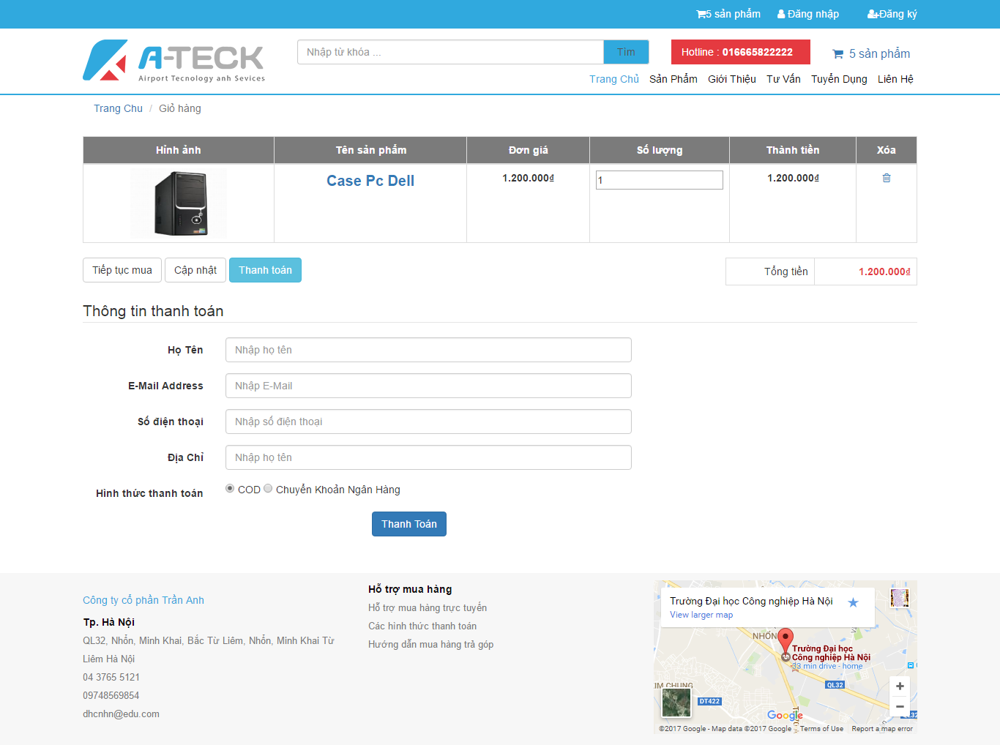 5 sản phẩm Đăng nhập Đăng ký
A-TECK
Airport Tecnology anh Sevices
Nhập từ khóa ... Tìm
Hotline : 016665822222
5 sản phẩm
Trang Chủ Sản Phẩm Giới Thiệu Tư Vấn Tuyển Dụng Liên Hệ
Trang Chu / Giỏ hàng
Hình ảnh Tên sản phẩm Đơn giá Số lượng Thành tiền Xóa
Case Pc Dell 1.200.000₫ 1 1.200.000₫
Tiếp tục mua Cập nhật Thanh toán
Tổng tiền 1.200.000₫
Thông tin thanh toán
Họ Tên Nhập họ tên
E-Mail Address Nhập E-Mail
Số điện thoại Nhập số điện thoại
Địa Chỉ Nhập họ tên
Hình thức thanh toán COD Chuyển Khoản Ngân Hàng
Thanh Toán
Công ty cổ phần Trần Anh
Tp. Hà Nội
QL32, Nhổn, Minh Khai, Bắc Từ Liêm, Nhổn, Minh Khai Từ
Liêm Hà Nội
04 3765 5121
09748569854
dhcnhn@edu.com
Hỗ trợ mua hàng
Hỗ trợ mua hàng trực tuyến
Các hình thức thanh toán
Hướng dẫn mua hàng trả góp
Trường Đại học Công nghiệp Hà Nội
View larger map
NHỔN
Trường Đại học
Công nghiệp Hà Nội
33 min drive - home
QL32
KIM CHUNG
DT422
Google
©2017 Google - Map data ©2017 Google Terms of Use Report a map error